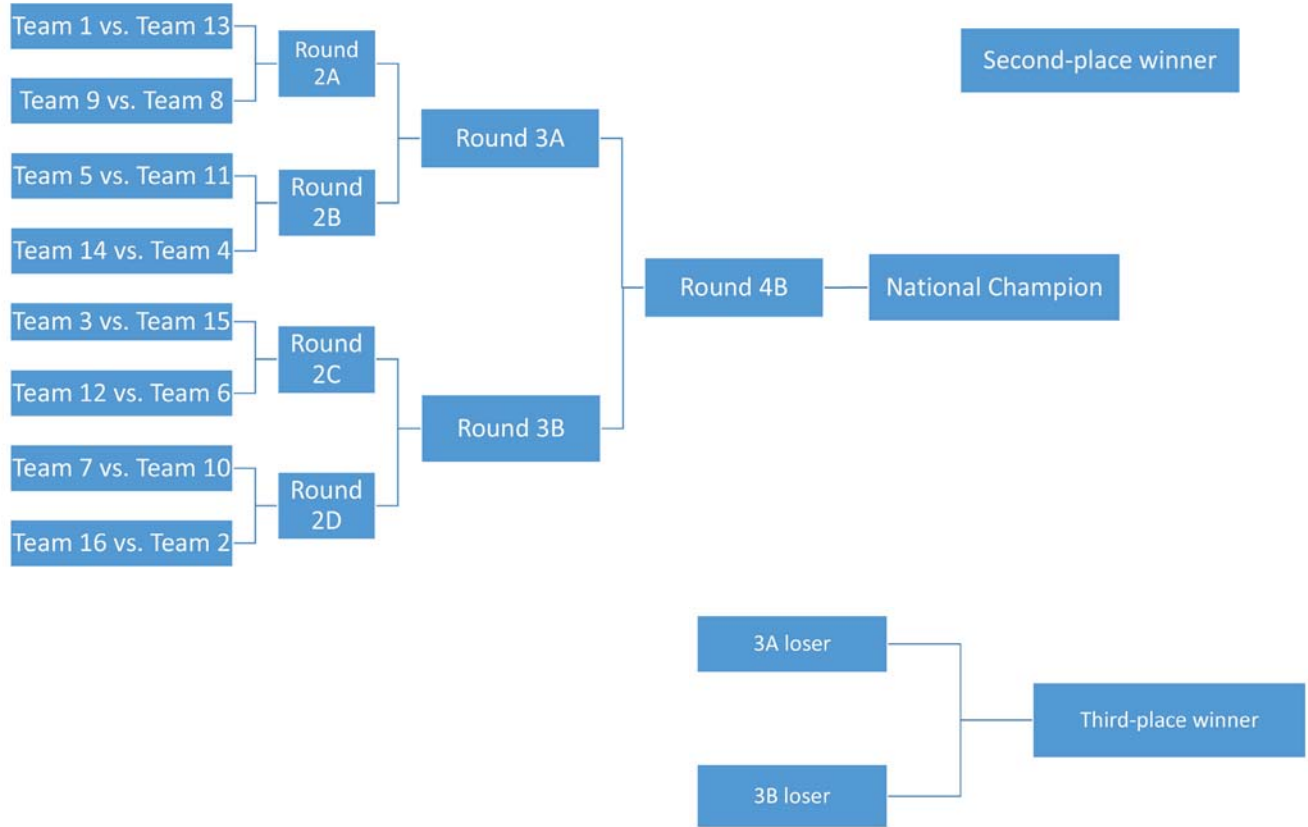 Team 1 vs. Team 13
Team 9 vs. Team 8
Team 5 vs. Team 11
Team 14 vs. Team 4
Team 3 vs. Team 15
Team 12 vs. Team 6
Team 7 vs. Team 10
Team 16 vs. Team 2
Round
2A
Round
2B
Round
2C
Round
2D
Round 3A
Round 3B
Round 4B
National Champion
Second-place winner
3A loser
3B loser
Third-place winner